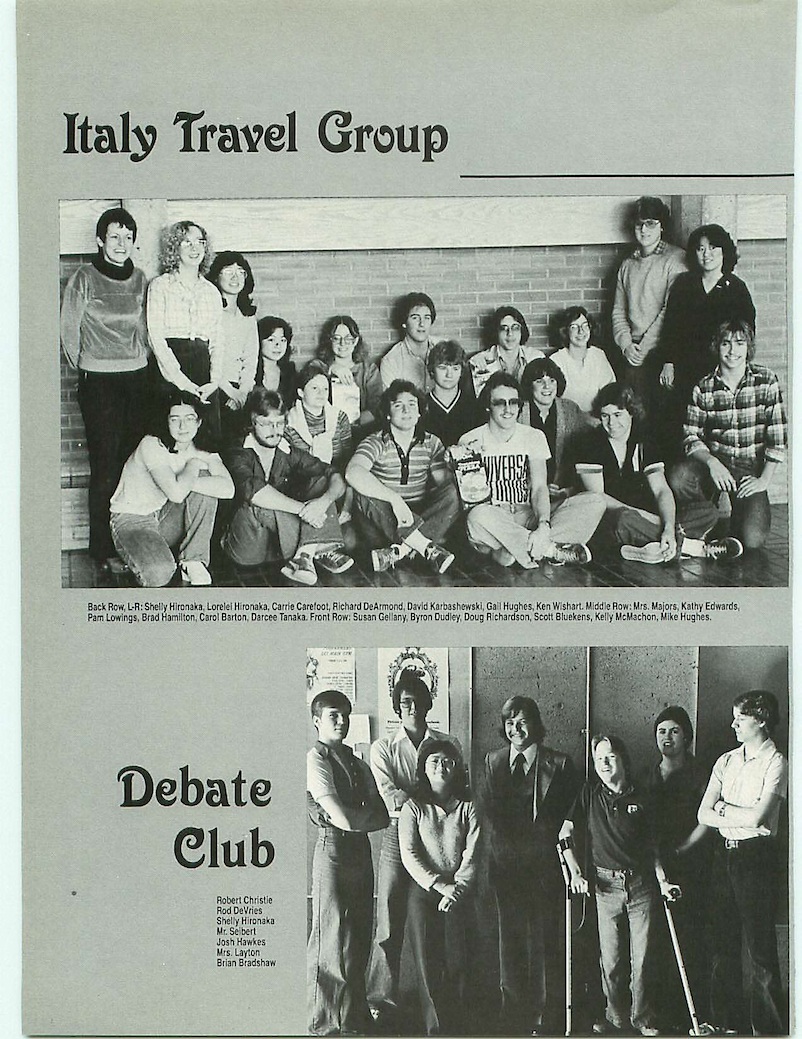 Italy Travel Group
UNIVERSAL
STUDIOS
Back Row, L-R: Shelly Hironaka, Lorelei Hironaka, Carrie Carefoot, Richard DeArmond, David Karbashewski, Gail Hughes, Ken Wishart. Middle Row: Mrs. Majors, Kathy Edwards,
Pam Lowings, Brad Hamilton, Carol Barton, Darcee Tanaka. Front Row: Susan Gellany, Byron Dudley, Doug Richardson, Scott Bluekens, Kelly McMachon, Mike Hughes.
Debate
Club
Robert Christie
Rod DeVries
Shelly Hironaka
Mr. Seibert
Josh Hawkes
Mrs. Layton
Brian Bradshaw